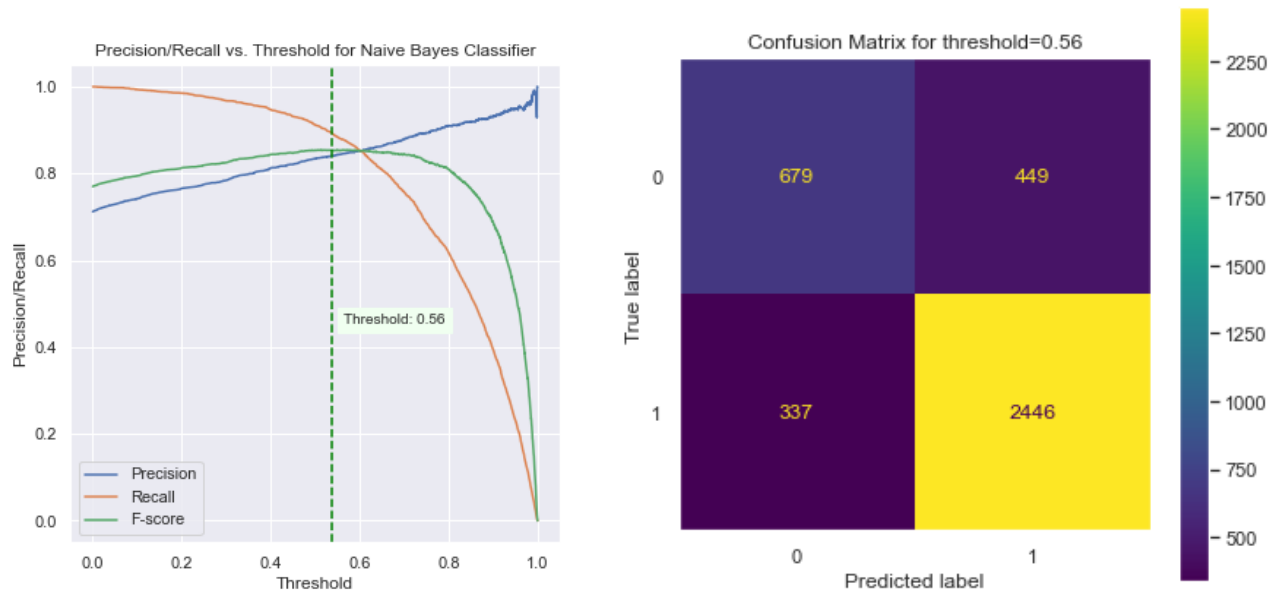 Precision/Recall vs. Threshold for Naive Bayes Classifier
Precision/Recall
1.0
0.8
0.6
0.4
0.2
0.0
Threshold: 0.56
Precision
Recall
F-score
0.0 0.2 0.4 0.6 0.8 1.0
Threshold
Confusion Matrix for threshold=0.56
True label
0
1
679 449
337 2446
0 1
Predicted label
2250
2000
1750
1500
1250
1000
750
500